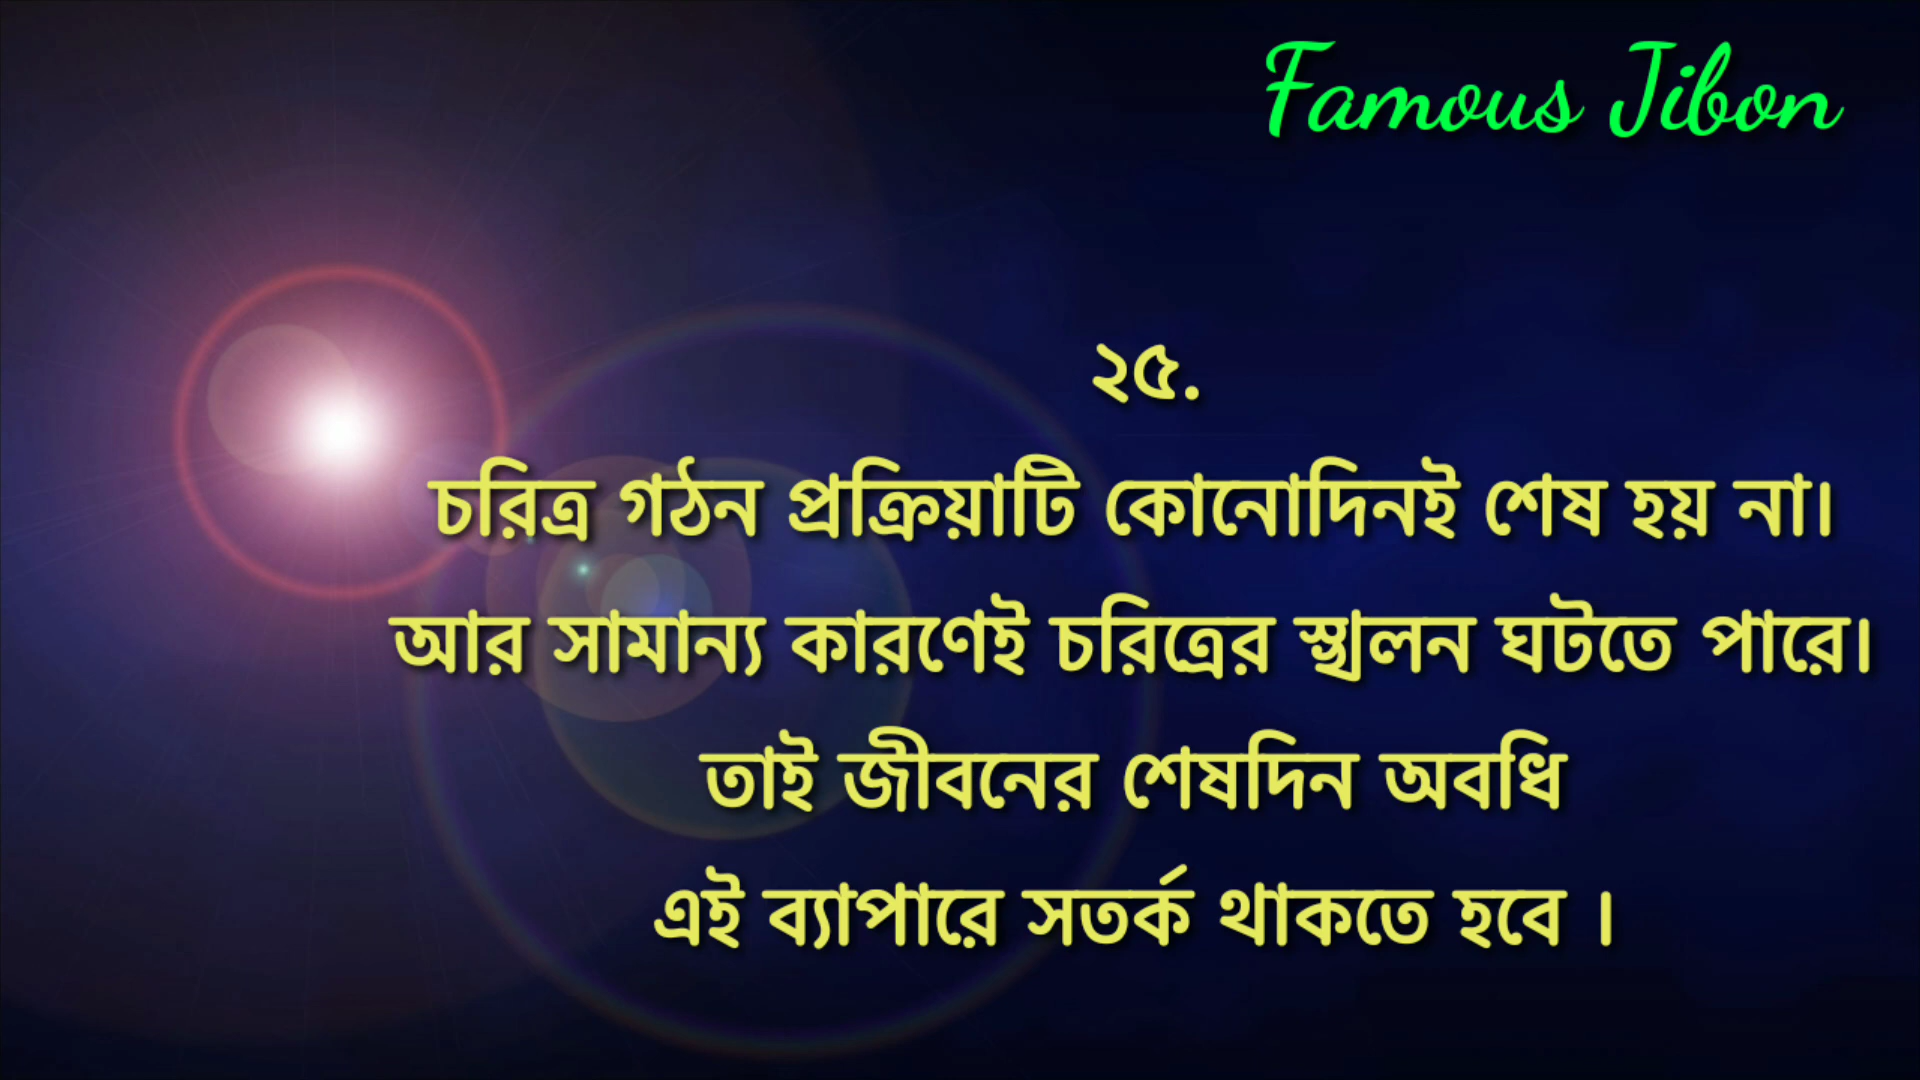 Famous Jibon
২৫.
চরিত্র গঠন প্রক্রিয়াটি কোনোদিনই শেষ হয় না।
আর সামান্য কারণেই চরিত্রের স্খলন ঘটতে পারে।
তাই জীবনের শেষদিন অবধি
এই ব্যাপারে সতর্ক থাকতে হবে ।